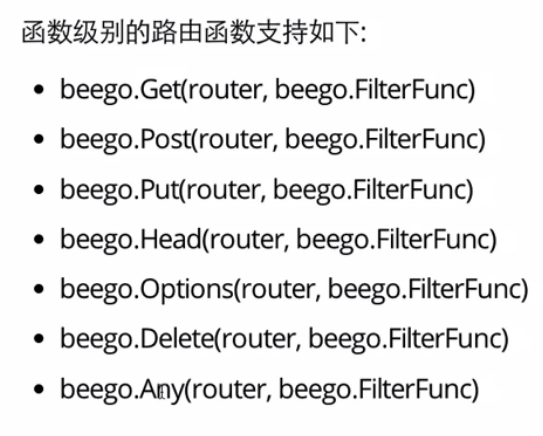 函数级别的路由函数支持如下:
• beego.Get(router, beego.FilterFunc)
• beego.Post(router, beego.FilterFunc)
• beego.Put(router, beego.FilterFunc)
• beego.Head(router, beego.FilterFunc)
• beego.Options(router, beego.FilterFunc)
• beego.Delete(router, beego.FilterFunc)
• beego.Any(router, beego.FilterFunc)